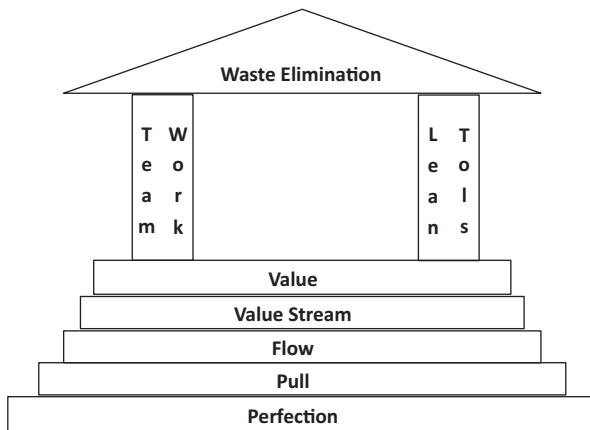 Waste Elimination
Team Work
Lean Tols
Value
Value Stream
Flow
Pull
Perfection